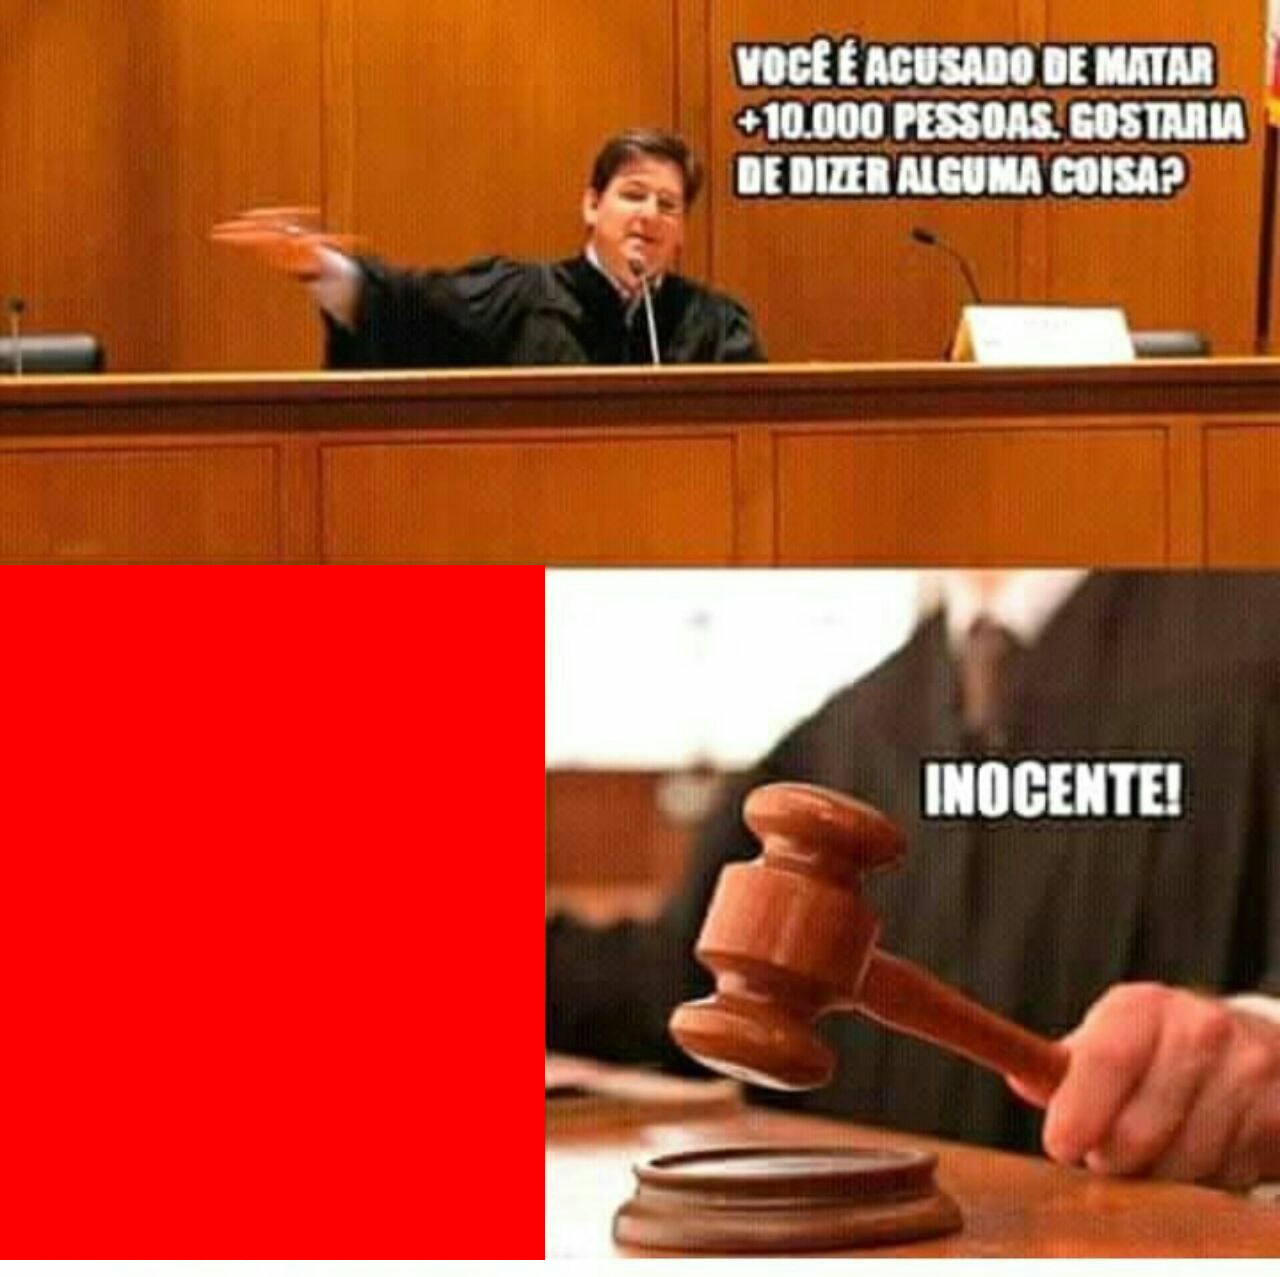 VOCÊ É ACUSADO DE MATAR
+10.000 PESSOAS. GOSTARIA
DE DIZER ALGUMA COISA?
INOCENTE!